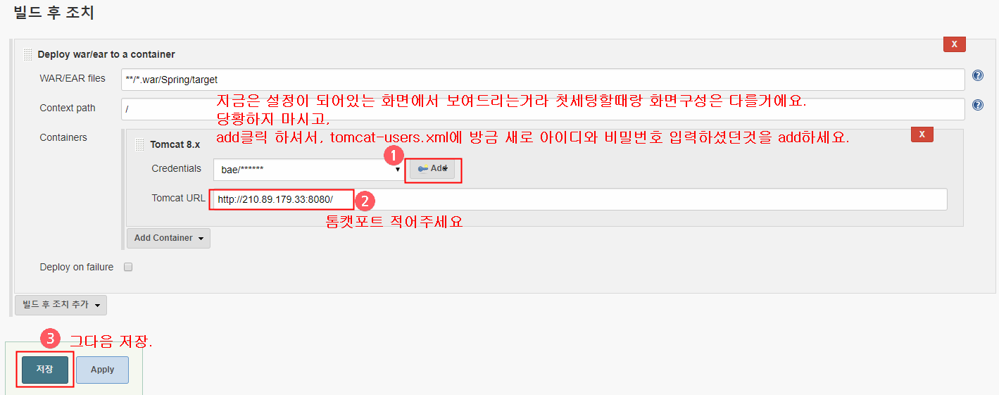 빌드 후 조치
X
Deploy war/ear to a container
WAR/EAR files
**/*.war/Spring/target
?
지금은 설정이 되어있는 화면에서 보여드리는거라 첫세팅할때랑 화면구성은 다를거에요.
Context path
/
?
당황하지 마시고,
add클릭 하셔서, tomcat-users.xml에 방금 새로 아이디와 비밀번호 입력하셨던것을 add하세요.
Containers
X
Tomcat 8.x
1
Credentials
bae/******
Add
Tomcat URL
http://210.89.179.33:8080/
2
톰캣포트 적어주세요
Add Container
Deploy on failure
빌드 후 조치 추가
3 그다음 저장.
저장
Apply